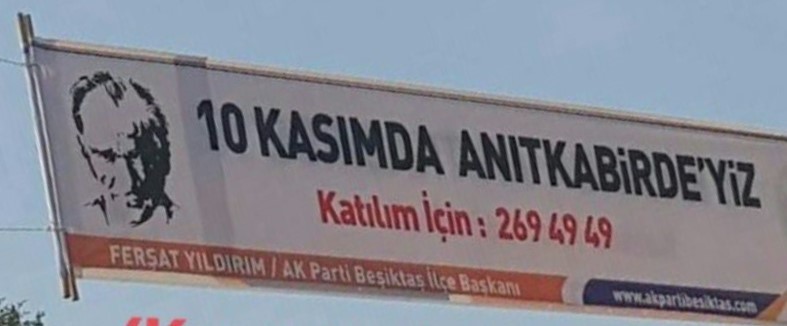 10 KASIMDA ANITKABİRDE'YİZ
Katılım İçin : 269 49 49
FERŞAT YILDIRIM / AK Parti Beşiktaş İlçe Başkanı
www.akpartibesiktas.com